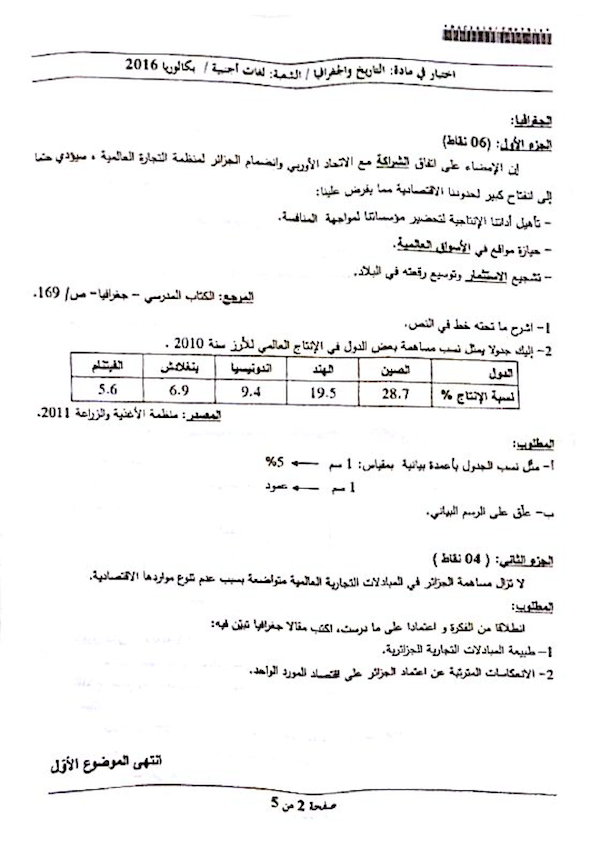 اختبار في مادة: التاريخ والجغرافيا / الشعبة: لغات أجنبية / بكالوريا 2016
الجغرافيا:
الجزء الأول: (06 نقاط)
إن الإمضاء على اتفاق الشراكة مع الاتحاد الأوربي وانضمام الجزائر لمنظمة التجارة العالمية ، سيؤدي حتما
إلى انفتاح كبير لحدودنا الاقتصادية مما يفرض علينا:
- تأهيل أداتنا الإنتاجية لتحضير مؤسساتنا لمواجهة المنافسة.
- حيازة مواقع في الأسواق العالمية.
- تشجيع الاستثمار وتوسيع رقعته في البلاد.
المرجع: الكتاب المدرسي - جغرافيا- ص/ 169.
1- اشرح ما تحته خط في النص.
2- إليك جدولا يمثل نسب مساهمة بعض الدول في الإنتاج العالمي للأرز سنة 2010 .
الدول الصين الهند اندونيسيا بنغلادش الفيتنام
نسبة الإنتاج % 28.7 19.5 9.4 6.9 5.6
المصدر: منظمة الأغذية والزراعة 2011.
المطلوب:
أ- مثل نسب الجدول بأعمدة بيانية بمقياس: 1 سم ← 5%
1 سم ← عمود
ب- علّق على الرسم البياني.
الجزء الثاني: ( 04 نقاط )
لا تزال مساهمة الجزائر في المبادلات التجارية العالمية متواضعة بسبب عدم تنوع مواردها الاقتصادية.
المطلوب:
انطلاقا من الفكرة و اعتمادا على ما درست، اكتب مقالا جغرافيا تبيّن فيه:
1- طبيعة المبادلات التجارية الجزائرية.
2- الانعكاسات المترتبة عن اعتماد الجزائر على اقتصاد المورد الواحد.
انتهى الموضوع الأوّل
صفحة 2 من 5